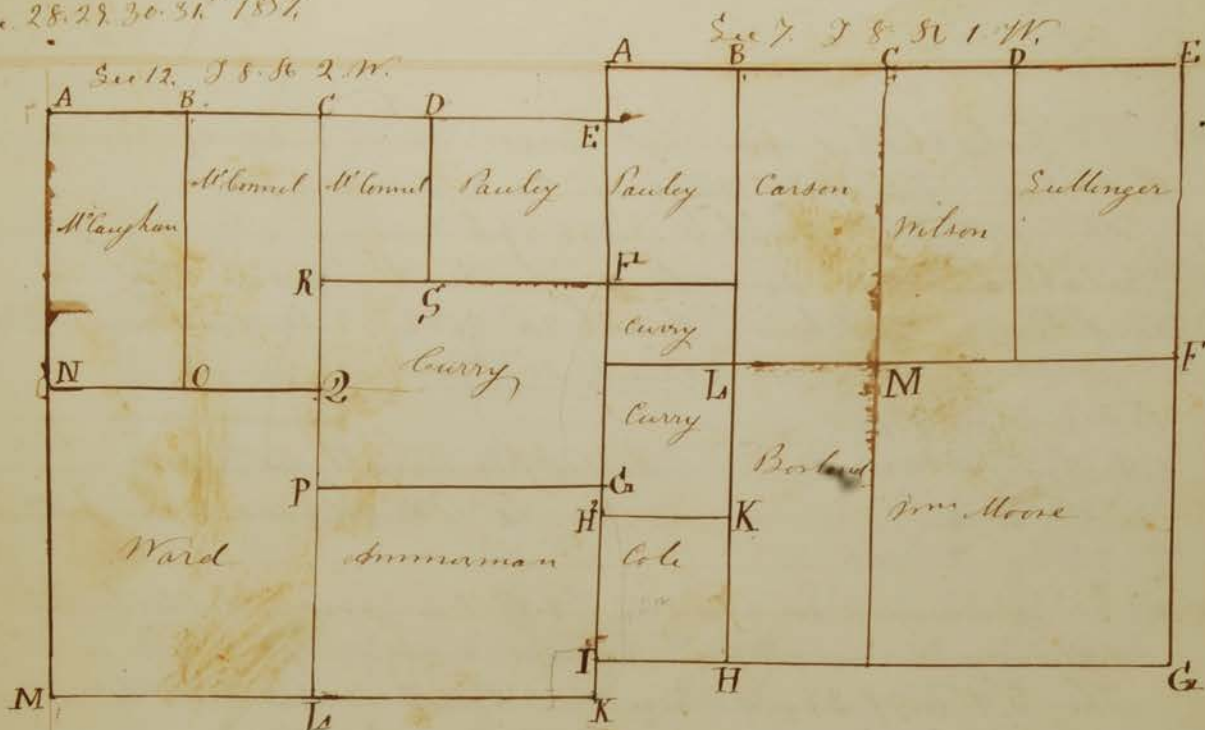 28.29.30.31. 1857.
Sec 7. T 8. R 1. W.
Sec 12. T 8. R 2. W.
A B C D E
A B C D
E
McCaughan McConnel McConnel Pauley Pauley Carson Wilson Sullinger
R S F
Curry
Curry
N O Q L M F
Curry
P G
Borland
H K
Wm Moore
Ward Ammerman Cole
I H G
M L K